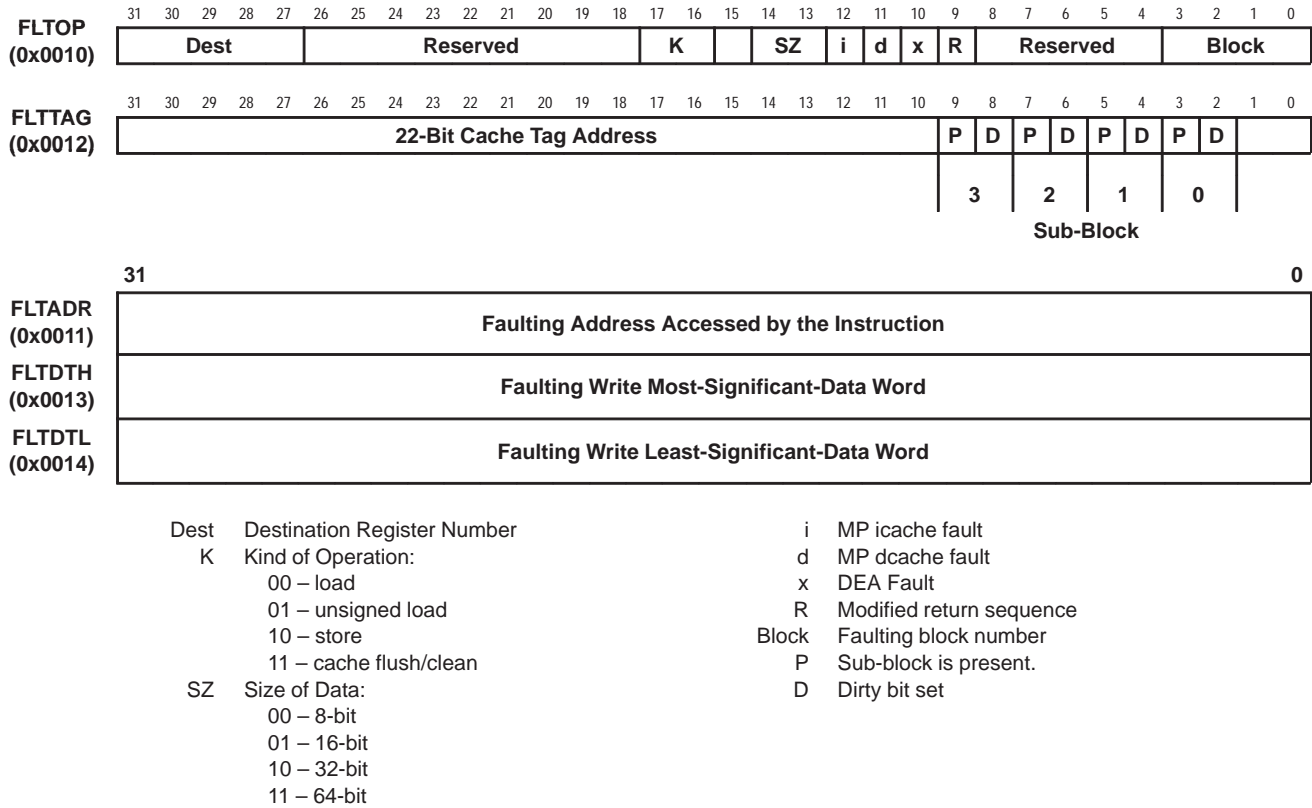 31 30 29 28 27 26 25 24 23 22 21 20 19 18 17 16 15 14 13 12 11 10 9 8 7 6 5 4 3 2 1 0
FLTOP
(0x0010)
Dest Reserved K SZ i d x R Reserved Block
31 30 29 28 27 26 25 24 23 22 21 20 19 18 17 16 15 14 13 12 11 10 9 8 7 6 5 4 3 2 1 0
FLTTAG
(0x0012)
22-Bit Cache Tag Address P D P D P D P D
3 2 1 0
Sub-Block
31 0
FLTADR
(0x0011)
Faulting Address Accessed by the Instruction
FLTDTH
(0x0013)
Faulting Write Most-Significant-Data Word
FLTDTL
(0x0014)
Faulting Write Least-Significant-Data Word
Dest Destination Register Number
K Kind of Operation:
00 – load
01 – unsigned load
10 – store
11 – cache flush/clean
SZ Size of Data:
00 – 8-bit
01 – 16-bit
10 – 32-bit
11 – 64-bit
i MP icache fault
d MP dcache fault
x DEA Fault
R Modified return sequence
Block Faulting block number
P Sub-block is present.
D Dirty bit set